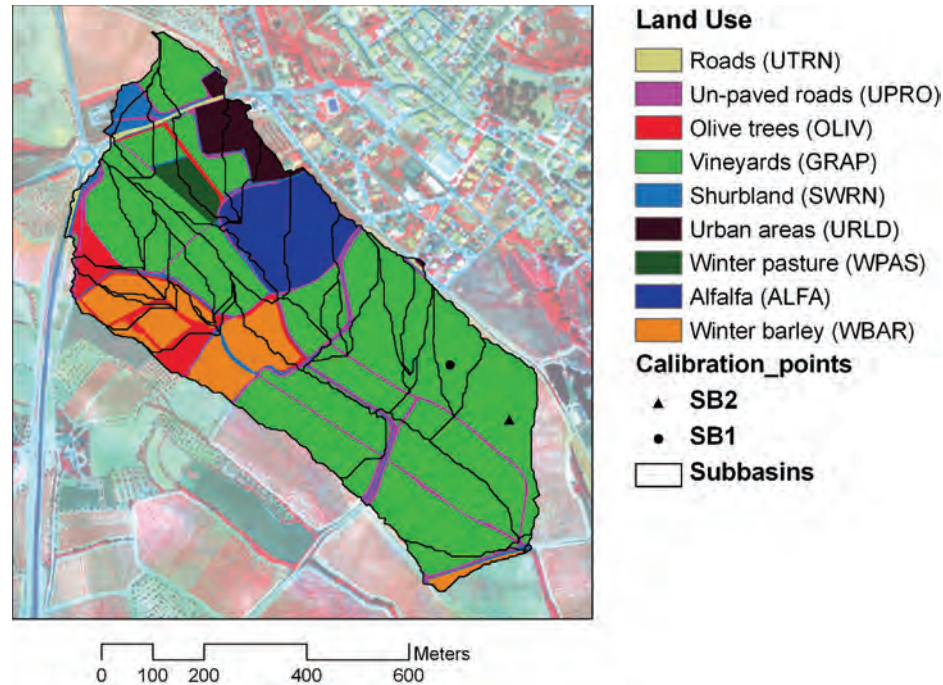 Land Use
Roads (UTRN)
Un-paved roads (UPRO)
Olive trees (OLIV)
Vineyards (GRAP)
Shurbland (SWRN)
Urban areas (URLD)
Winter pasture (WPAS)
Alfalfa (ALFA)
Winter barley (WBAR)
Calibration_points
SB2
SB1
Subbasins
Meters
0 100 200 400 600